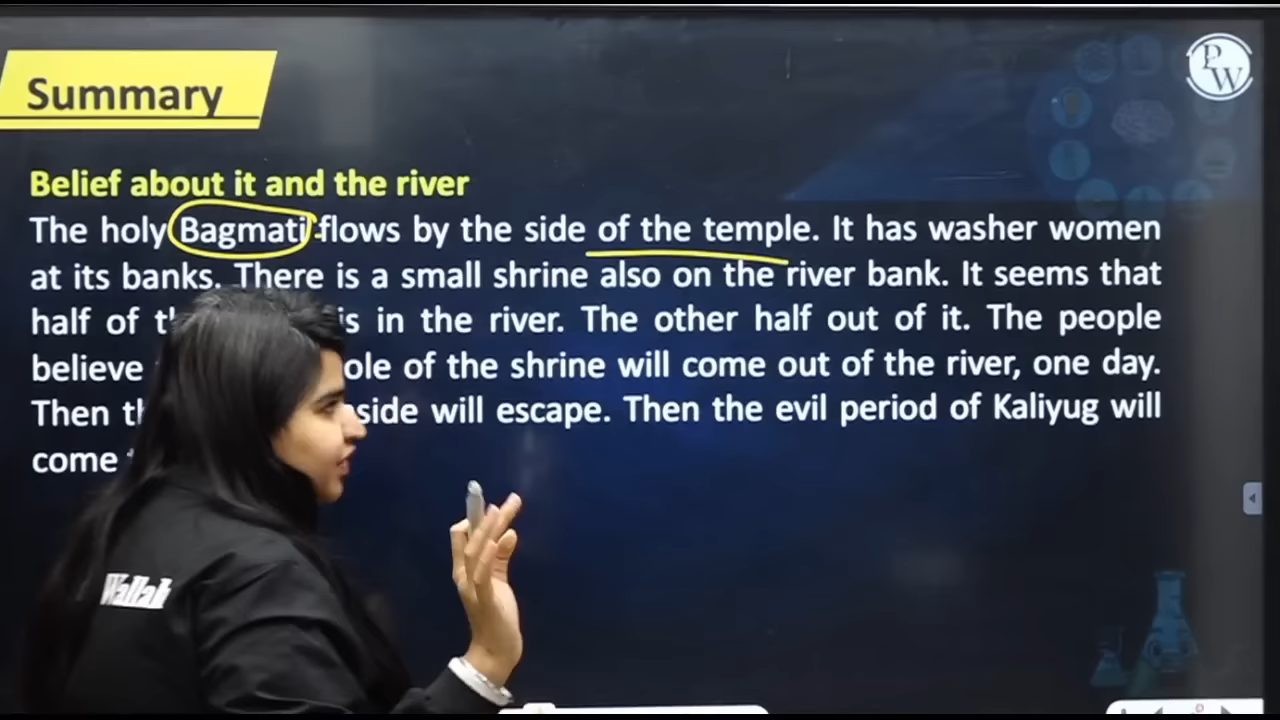 PW
Summary
Belief about it and the river
The holy Bagmati flows by the side of the temple. It has washer women
at its banks. There is a small shrine also on the river bank. It seems that
half of is in the river. The other half out of it. The people
believe of the shrine will come out of the river, one day.
Then will escape. Then the evil period of Kaliyug will
come
Wallah